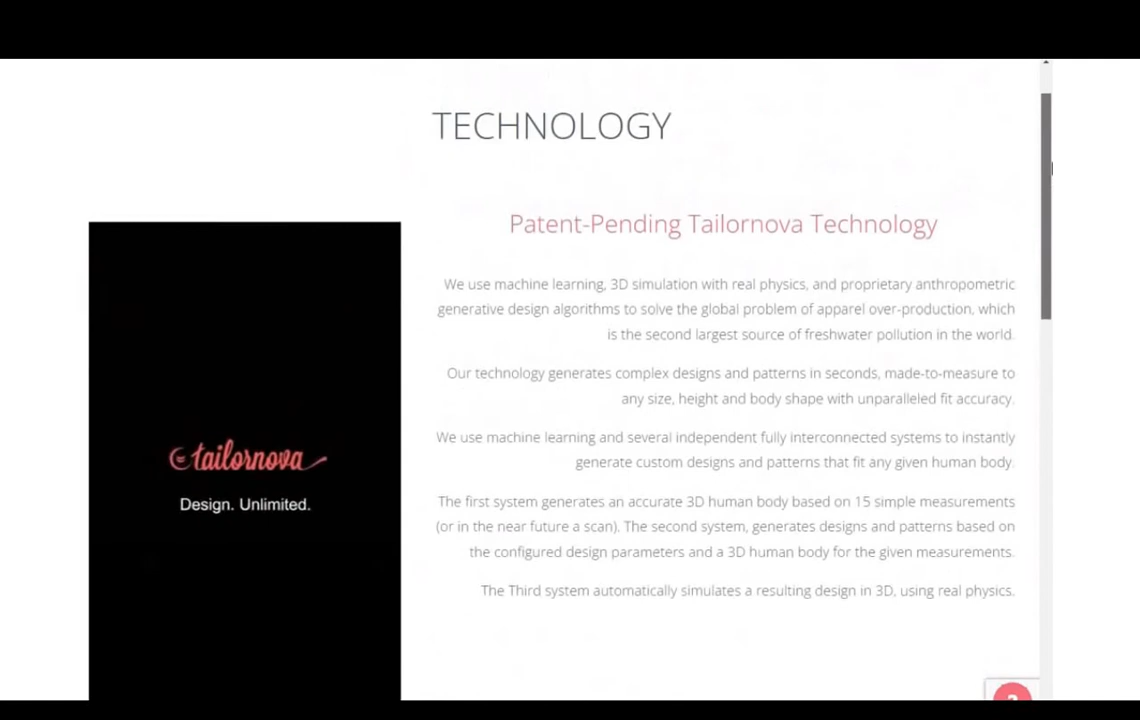 TECHNOLOGY
Patent-Pending Tailornova Technology
We use machine learning, 3D simulation with real physics, and proprietary anthropometric
generative design algorithms to solve the global problem of apparel over-production, which
is the second largest source of freshwater pollution in the world.
Our technology generates complex designs and patterns in seconds, made-to-measure to
any size, height and body shape with unparalleled fit accuracy.
We use machine learning and several independent fully interconnected systems to instantly
generate custom designs and patterns that fit any given human body.
The first system generates an accurate 3D human body based on 15 simple measurements
(or in the near future a scan). The second system, generates designs and patterns based on
the configured design parameters and a 3D human body for the given measurements.
The Third system automatically simulates a resulting design in 3D, using real physics.
tailornova
Design. Unlimited.